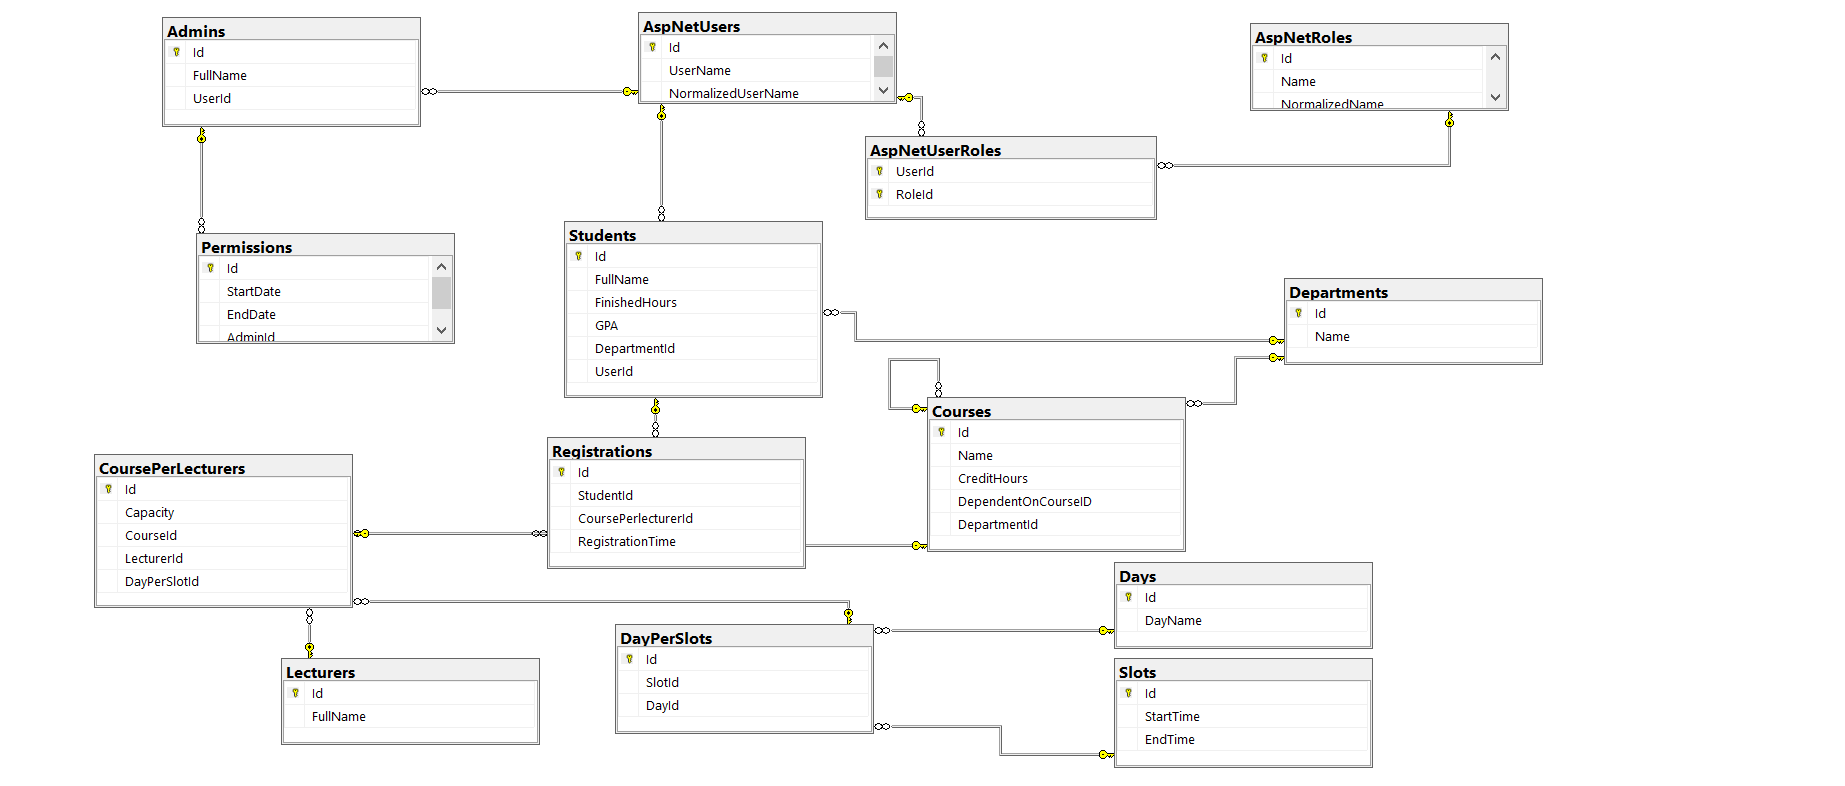 Admins
Id
FullName
UserId
AspNetUsers
Id
UserName
NormalizedUserName
AspNetRoles
Id
Name
NormalizedName
AspNetUserRoles
UserId
RoleId
Permissions
Id
StartDate
EndDate
AdminId
Students
Id
FullName
FinishedHours
GPA
DepartmentId
UserId
Departments
Id
Name
Courses
Id
Name
CreditHours
DependentOnCourseID
DepartmentId
CoursePerLecturers
Id
Capacity
CourseId
LecturerId
DayPerSlotId
Registrations
Id
StudentId
CoursePerlecturerId
RegistrationTime
Days
Id
DayName
DayPerSlots
Id
SlotId
DayId
Lecturers
Id
FullName
Slots
Id
StartTime
EndTime